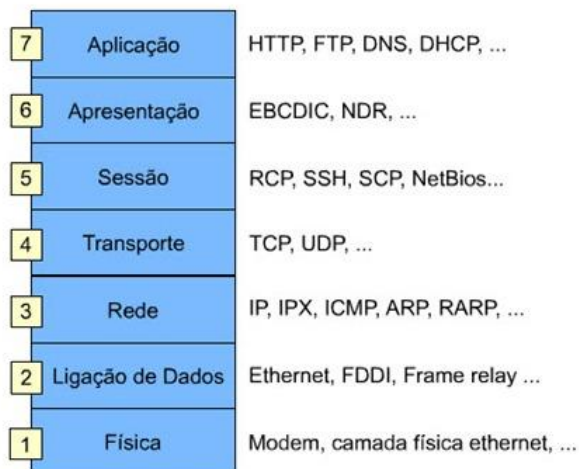 7 Aplicação HTTP, FTP, DNS, DHCP, ...
6 Apresentação EBCDIC, NDR, ...
5 Sessão RCP, SSH, SCP, NetBios...
4 Transporte TCP, UDP, ...
3 Rede IP, IPX, ICMP, ARP, RARP, ...
2 Ligação de Dados Ethernet, FDDI, Frame relay ...
1 Física Modem, camada física ethernet, ...